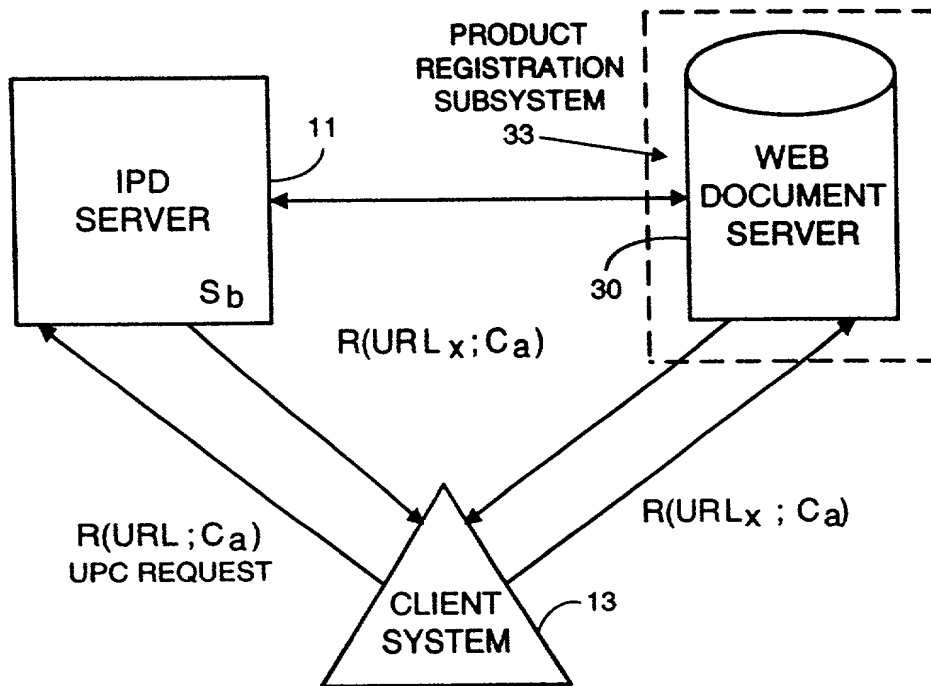 PRODUCT
REGISTRATION
SUBSYSTEM
33
11
IPD
SERVER
Sb
WEB
DOCUMENT
SERVER
30
R(URLx;Ca)
R(URL;Ca)
UPC REQUEST
R(URLx;Ca)
CLIENT
SYSTEM
13